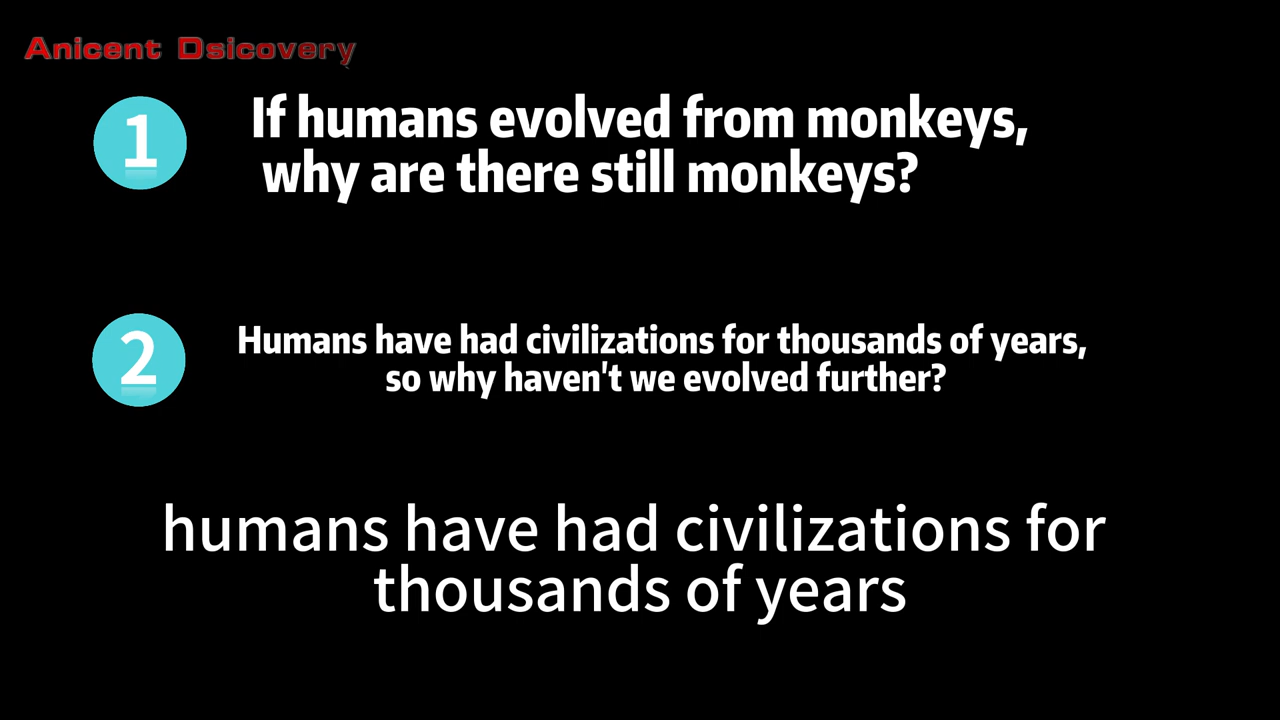 Anicent Dsicovery
1
If humans evolved from monkeys,
why are there still monkeys?
2
Humans have had civilizations for thousands of years,
so why haven't we evolved further?
humans have had civilizations for
thousands of years